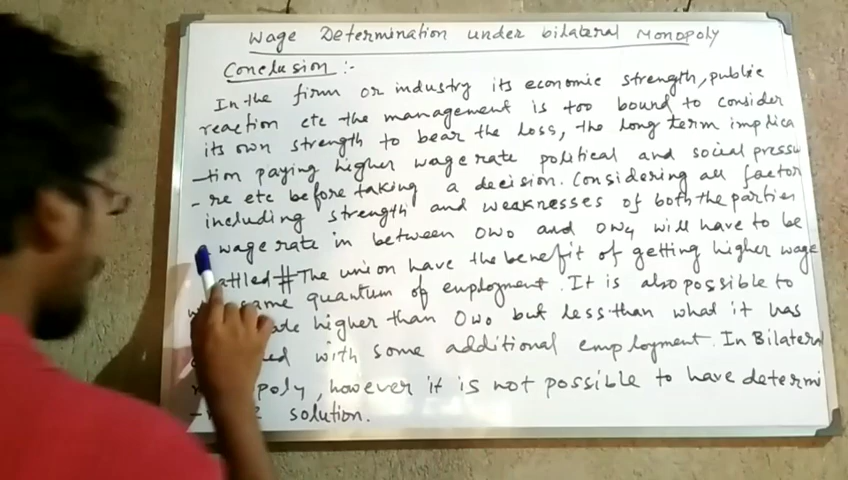 Wage Determination under bilateral Monopoly
Conclusion :-
In the firm or industry its economic strength, public
reaction etc the management is too bound to consider
its own strength to bear the loss, the long term implica
-tion paying higher wage rate political and social pressu
-re etc before taking a decision. Considering all factor
including strength and weaknesses of both the parties
wage rate in between OW0 and OW4 will have to be
The union have the benefit of getting higher wage
same quantum of employment. It is also possible to
higher than OW0 but less than what it has
with some additional employment. In Bilateral
however it is not possible to have determi
solution.